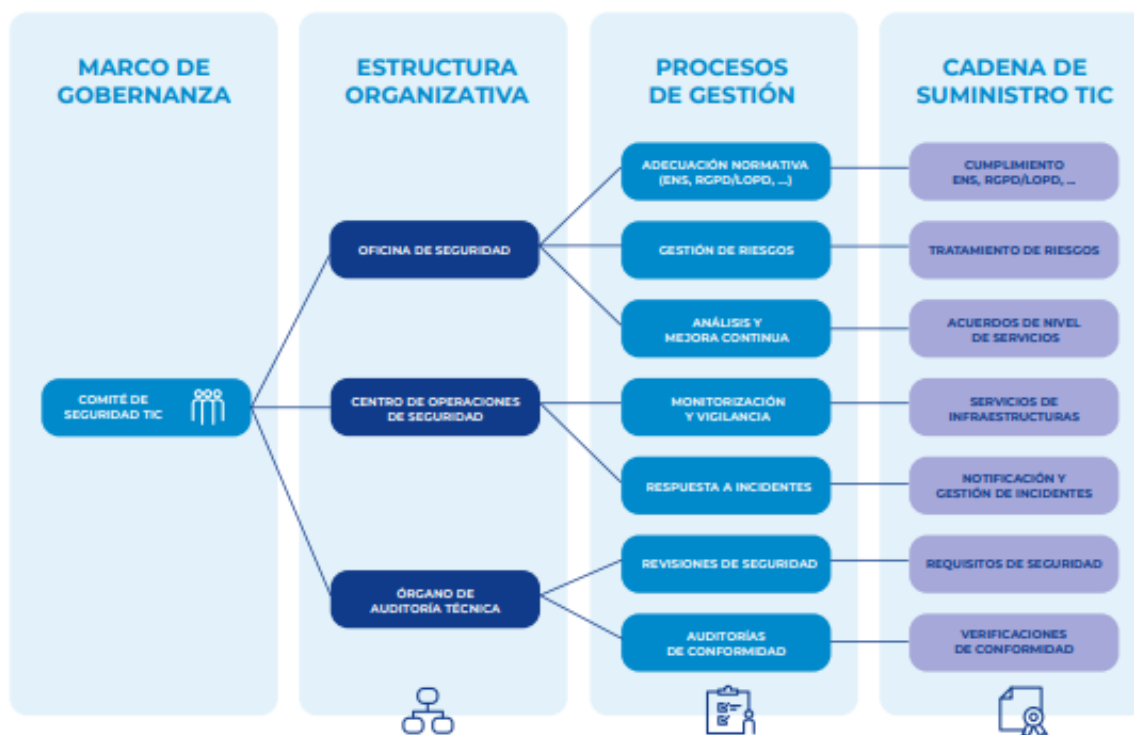 MARCO DE
GOBERNANZA
ESTRUCTURA
ORGANIZATIVA
PROCESOS
DE GESTIÓN
CADENA DE
SUMINISTRO TIC
COMITÉ DE
SEGURIDAD TIC
OFICINA DE SEGURIDAD
CENTRO DE OPERACIONES
DE SEGURIDAD
ÓRGANO DE
AUDITORÍA TÉCNICA
ADECUACIÓN NORMATIVA
(ENS, RGPD/LOPD, ...)
GESTIÓN DE RIESGOS
ANÁLISIS Y
MEJORA CONTINUA
MONITORIZACIÓN
Y VIGILANCIA
RESPUESTA A INCIDENTES
REVISIONES DE SEGURIDAD
AUDITORÍAS
DE CONFORMIDAD
CUMPLIMIENTO
ENS, RGPD/LOPD, ...
TRATAMIENTO DE RIESGOS
ACUERDOS DE NIVEL
DE SERVICIOS
SERVICIOS DE
INFRAESTRUCTURAS
NOTIFICACIÓN Y
GESTIÓN DE INCIDENTES
REQUISITOS DE SEGURIDAD
VERIFICACIONES
DE CONFORMIDAD